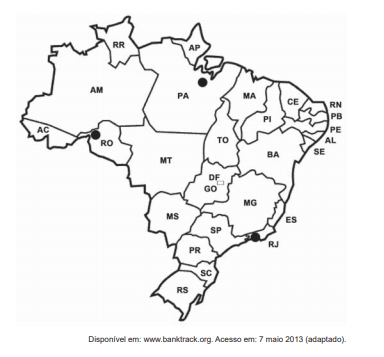 RR
AP
AM
PA
MA
CE
RN
PB
PE
AL
SE
PI
AC
RO
TO
BA
MT
DF
GO
MG
MS
ES
SP
RJ
PR
SC
RS
Disponível em: www.banktrack.org. Acesso em: 7 maio 2013 (adaptado).